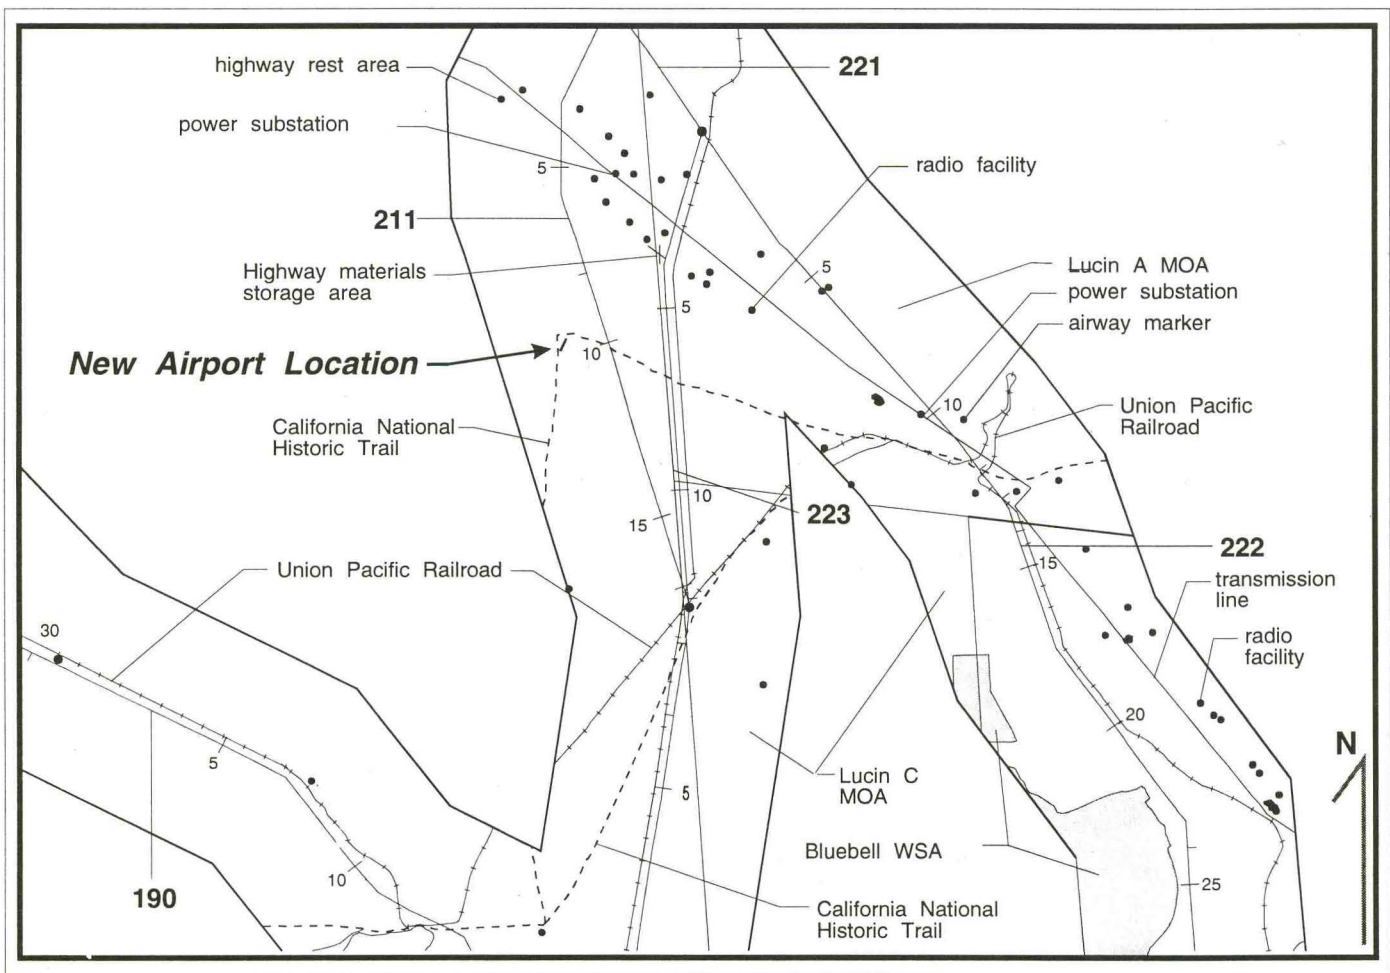 highway rest area
221
power substation
5
radio facility
211
Highway materials
storage area
5
Lucin A MOA
power substation
airway marker
5
New Airport Location
10
10
Union Pacific
Railroad
California National
Historic Trail
10
15
223
222
15
Union Pacific Railroad
transmission
line
30
radio
facility
20
N
5
Lucin C
MOA
5
Bluebell WSA
10
25
190
California National
Historic Trail